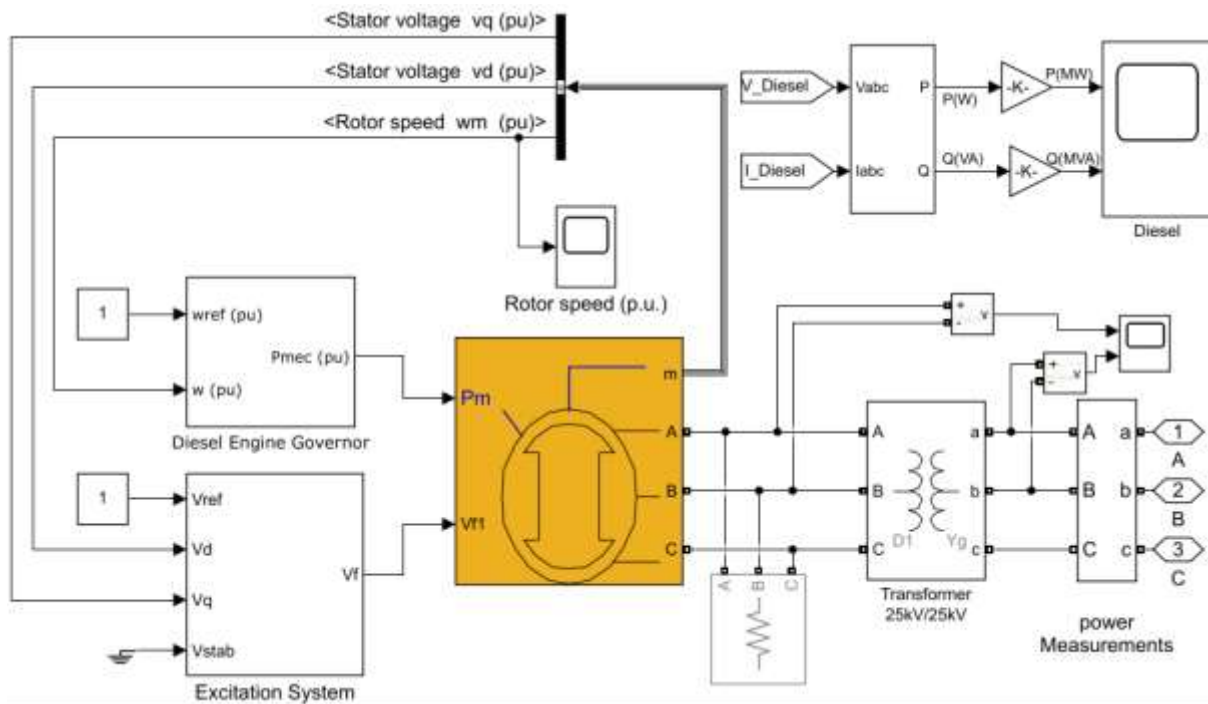 <Stator voltage vq (pu)>
<Stator voltage vd (pu)>
<Rotor speed wm (pu)>
V_Diesel
I_Diesel
Vabc
Iabc
P
Q
P(W)
Q(VA)
-K-
-K-
P(MW)
Q(MVA)
Diesel
Rotor speed (p.u.)
1
wref (pu)
w (pu)
Pmec (pu)
Diesel Engine Governor
1
Vref
Vd
Vq
Vstab
Vf
Excitation System
Pm
Vf1
m
A
B
C
A
B
C
+
-
v
+
-
v
A
B
C
D1
Yg
a
b
c
Transformer
25kV/25kV
A
B
C
a
b
c
power
Measurements
1
A
2
B
3
C